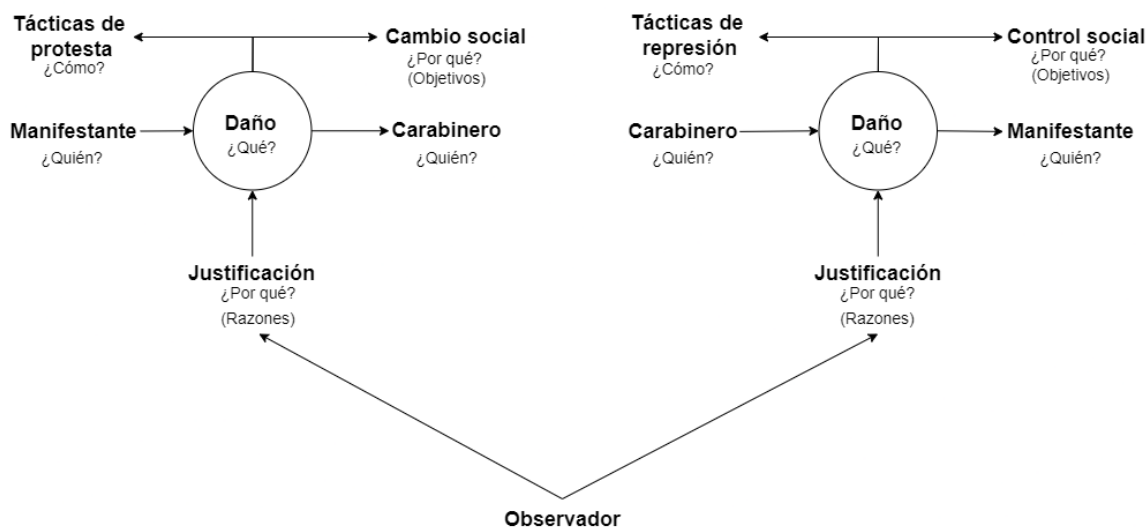 Tácticas de
protesta
¿Cómo?
Cambio social
¿Por qué?
(Objetivos)
Manifestante
¿Quién?
Daño
¿Qué?
Carabinero
¿Quién?
Justificación
¿Por qué?
(Razones)
Tácticas de
represión
¿Cómo?
Control social
¿Por qué?
(Objetivos)
Carabinero
¿Quién?
Daño
¿Qué?
Manifestante
¿Quién?
Justificación
¿Por qué?
(Razones)
Observador